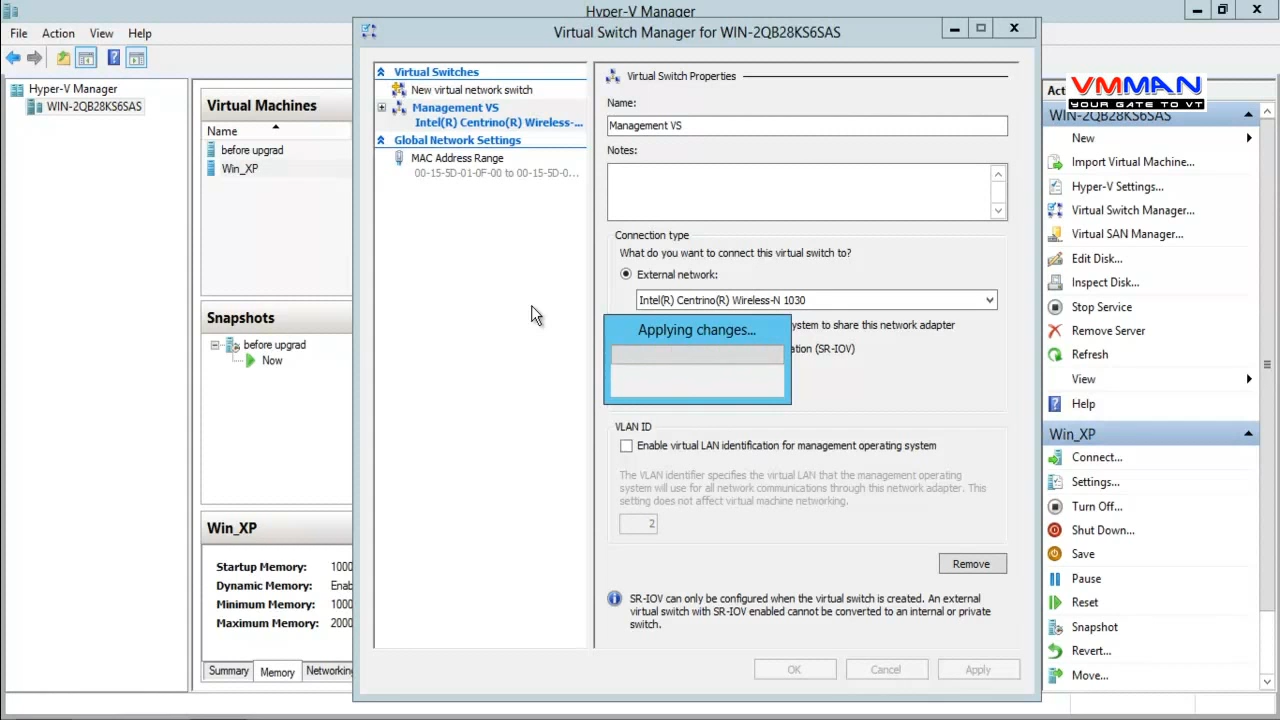 Hyper-V Manager
File Action View Help
Hyper-V Manager
WIN-2QB28KS6SAS
Virtual Machines
Name
before upgrad
Win_XP
Snapshots
before upgrad
Now
Win_XP
Startup Memory: 1000
Dynamic Memory: Enab
Minimum Memory: 1000
Maximum Memory: 2000
Summary Memory Networking
Virtual Switch Manager for WIN-2QB28KS6SAS
Virtual Switches
New virtual network switch
Management VS
Intel(R) Centrino(R) Wireless-...
Global Network Settings
MAC Address Range
00-15-5D-01-0F-00 to 00-15-5D-0...
Virtual Switch Properties
Name:
Management VS
Notes:
Connection type
What do you want to connect this virtual switch to?
External network:
Intel(R) Centrino(R) Wireless-N 1030
ystem to share this network adapter
ation (SR-IOV)
Applying changes...
VLAN ID
Enable virtual LAN identification for management operating system
The VLAN identifier specifies the virtual LAN that the management operating
system will use for all network communications through this network adapter. This
setting does not affect virtual machine networking.
2
Remove
SR-IOV can only be configured when the virtual switch is created. An external
virtual switch with SR-IOV enabled cannot be converted to an internal or private
switch.
OK Cancel Apply
Act
VMMAN
YOUR GATE TO VT
WIN-2QB28KS6SAS
New
Import Virtual Machine...
Hyper-V Settings...
Virtual Switch Manager...
Virtual SAN Manager...
Edit Disk...
Inspect Disk...
Stop Service
Remove Server
Refresh
View
Help
Win_XP
Connect...
Settings...
Turn Off...
Shut Down...
Save
Pause
Reset
Snapshot
Revert...
Move...